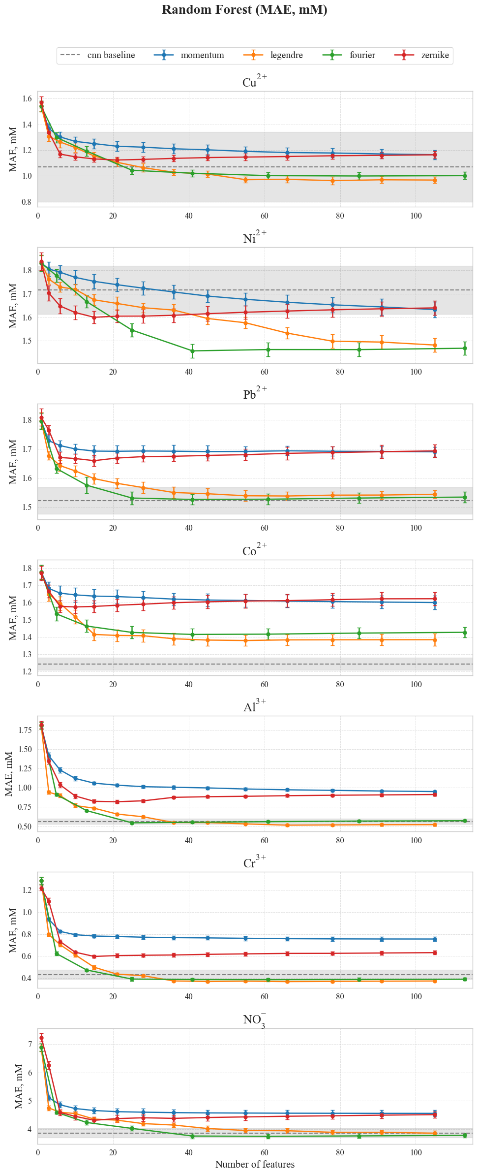 Random Forest (MAE, mM)
cnn baseline momentum legendre fourier zernike
Cu²⁺
MAE, mM
1.6
1.4
1.2
1.0
0.8
0 20 40 60 80 100
Ni²⁺
MAE, mM
1.8
1.7
1.6
1.5
0 20 40 60 80 100
Pb²⁺
MAE, mM
1.8
1.7
1.6
1.5
0 20 40 60 80 100
Co²⁺
MAE, mM
1.8
1.7
1.6
1.5
1.4
1.3
1.2
0 20 40 60 80 100
Al³⁺
MAE, mM
1.75
1.50
1.25
1.00
0.75
0.50
0 20 40 60 80 100
Cr³⁺
MAE, mM
1.2
1.0
0.8
0.6
0.4
0 20 40 60 80 100
NO₃⁻
MAE, mM
7
6
5
4
0 20 40 60 80 100
Number of features